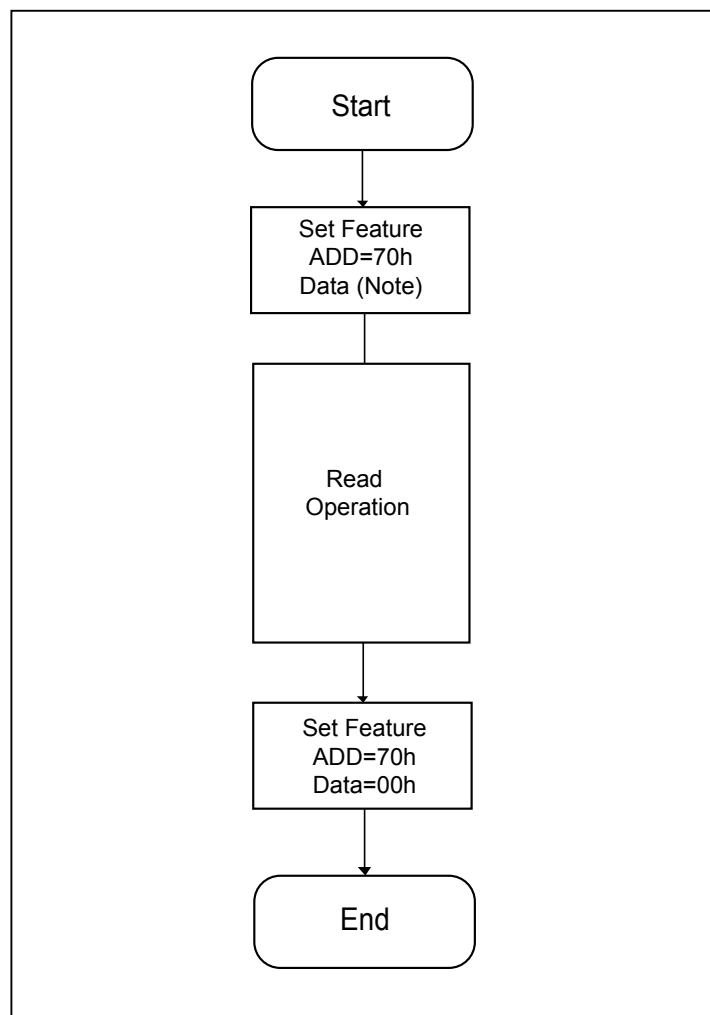 Start
Set Feature
ADD=70h
Data (Note)
Read
Operation
Set Feature
ADD=70h
Data=00h
End